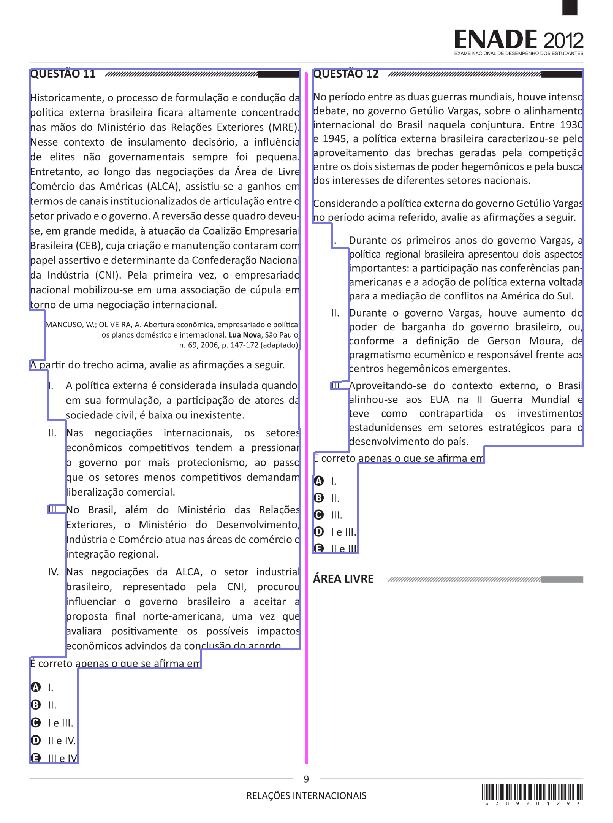 ENADE 2012
EXAME NACIONAL DE DESEMPENHO DOS ESTUDANTES
QUESTÃO 11
Historicamente, o processo de formulação e condução da
política externa brasileira ficara altamente concentrado
nas mãos do Ministério das Relações Exteriores (MRE).
Nesse contexto de insulamento decisório, a influência
de elites não governamentais sempre foi pequena.
Entretanto, ao longo das negociações da Área de Livre
Comércio das Américas (ALCA), assistiu-se a ganhos em
termos de canais institucionalizados de articulação entre o
setor privado e o governo. A reversão desse quadro deveu-
se, em grande medida, à atuação da Coalizão Empresarial
Brasileira (CEB), cuja criação e manutenção contaram com
papel assertivo e determinante da Confederação Nacional
da Indústria (CNI). Pela primeira vez, o empresariado
nacional mobilizou-se em uma associação de cúpula em
torno de uma negociação internacional.
MANCUSO, W.; OLIVEIRA, A. Abertura econômica, empresariado e política:
os planos doméstico e internacional. Lua Nova, São Paulo,
n. 69, 2006, p. 147-172 (adaptado).
A partir do trecho acima, avalie as afirmações a seguir.
I. A política externa é considerada insulada quando,
em sua formulação, a participação de atores da
sociedade civil, é baixa ou inexistente.
II. Nas negociações internacionais, os setores
econômicos competitivos tendem a pressionar
o governo por mais protecionismo, ao passo
que os setores menos competitivos demandam
liberalização comercial.
III. No Brasil, além do Ministério das Relações
Exteriores, o Ministério do Desenvolvimento,
Indústria e Comércio atua nas áreas de comércio e
integração regional.
IV. Nas negociações da ALCA, o setor industrial
brasileiro, representado pela CNI, procurou
influenciar o governo brasileiro a aceitar a
proposta final norte-americana, uma vez que
avaliara positivamente os possíveis impactos
econômicos advindos da conclusão do acordo.
É correto apenas o que se afirma em
A I.
B II.
C I e III.
D II e IV.
E III e IV.
QUESTÃO 12
No período entre as duas guerras mundiais, houve intenso
debate, no governo Getúlio Vargas, sobre o alinhamento
internacional do Brasil naquela conjuntura. Entre 1930
e 1945, a política externa brasileira caracterizou-se pelo
aproveitamento das brechas geradas pela competição
entre os dois sistemas de poder hegemônicos e pela busca
dos interesses de diferentes setores nacionais.
Considerando a política externa do governo Getúlio Vargas
no período acima referido, avalie as afirmações a seguir.
I. Durante os primeiros anos do governo Vargas, a
política regional brasileira apresentou dois aspectos
importantes: a participação nas conferências pan-
americanas e a adoção de política externa voltada
para a mediação de conflitos na América do Sul.
II. Durante o governo Vargas, houve aumento do
poder de barganha do governo brasileiro, ou,
conforme a definição de Gerson Moura, de
pragmatismo ecumênico e responsável frente aos
centros hegemônicos emergentes.
III. Aproveitando-se do contexto externo, o Brasil
alinhou-se aos EUA na II Guerra Mundial e
teve como contrapartida os investimentos
estadunidenses em setores estratégicos para o
desenvolvimento do país.
É correto apenas o que se afirma em
A I.
B II.
C III.
D I e III.
E II e III.
ÁREA LIVRE
9
RELAÇÕES INTERNACIONAIS